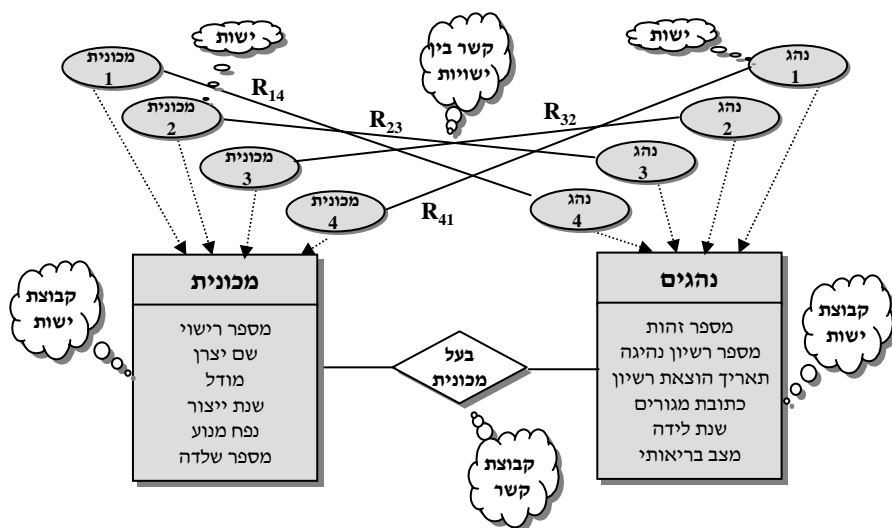 ישות
קשר בין
ישויות
ישות
מכונית
1
נהג
1
R14
מכונית
2
R23
R32
נהג
2
מכונית
3
נהג
3
מכונית
4
R41
נהג
4
מכונית
נהגים
קבוצת
ישות
קבוצת
ישות
מספר רישוי
שם יצרן
מודל
שנת ייצור
נפח מנוע
מספר שלדה
בעל
מכונית
מספר זהות
מספר רשיון נהיגה
תאריך הוצאת רשיון
כתובת מגורים
שנת לידה
מצב בריאותי
קבוצת
קשר